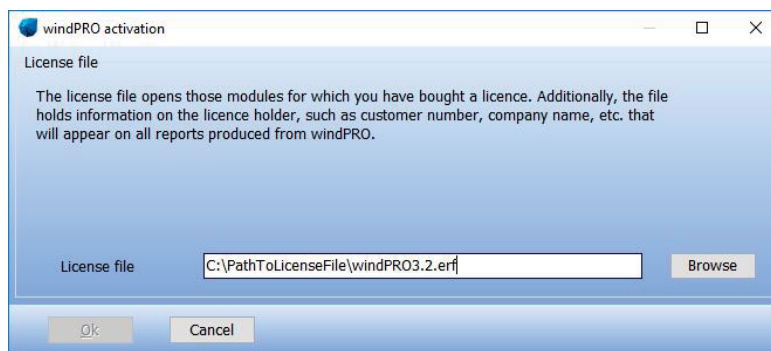 windPRO activation
License file
The license file opens those modules for which you have bought a licence. Additionally, the file
holds information on the licence holder, such as customer number, company name, etc. that
will appear on all reports produced from windPRO.
License file C:\PathToLicenseFile\windPRO3.2.erf Browse
Ok Cancel